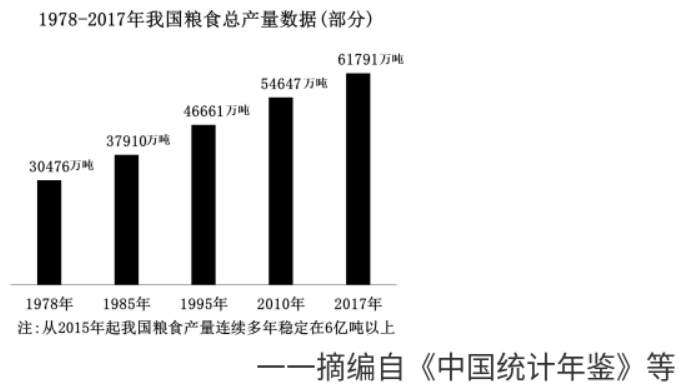 1978-2017年我国粮食总产量数据(部分)
61791万吨
54647万吨
46661万吨
37910万吨
30476万吨
1978年 1985年 1995年 2010年 2017年
注:从2015年起我国粮食产量连续多年稳定在6亿吨以上
——摘编自《中国统计年鉴》等